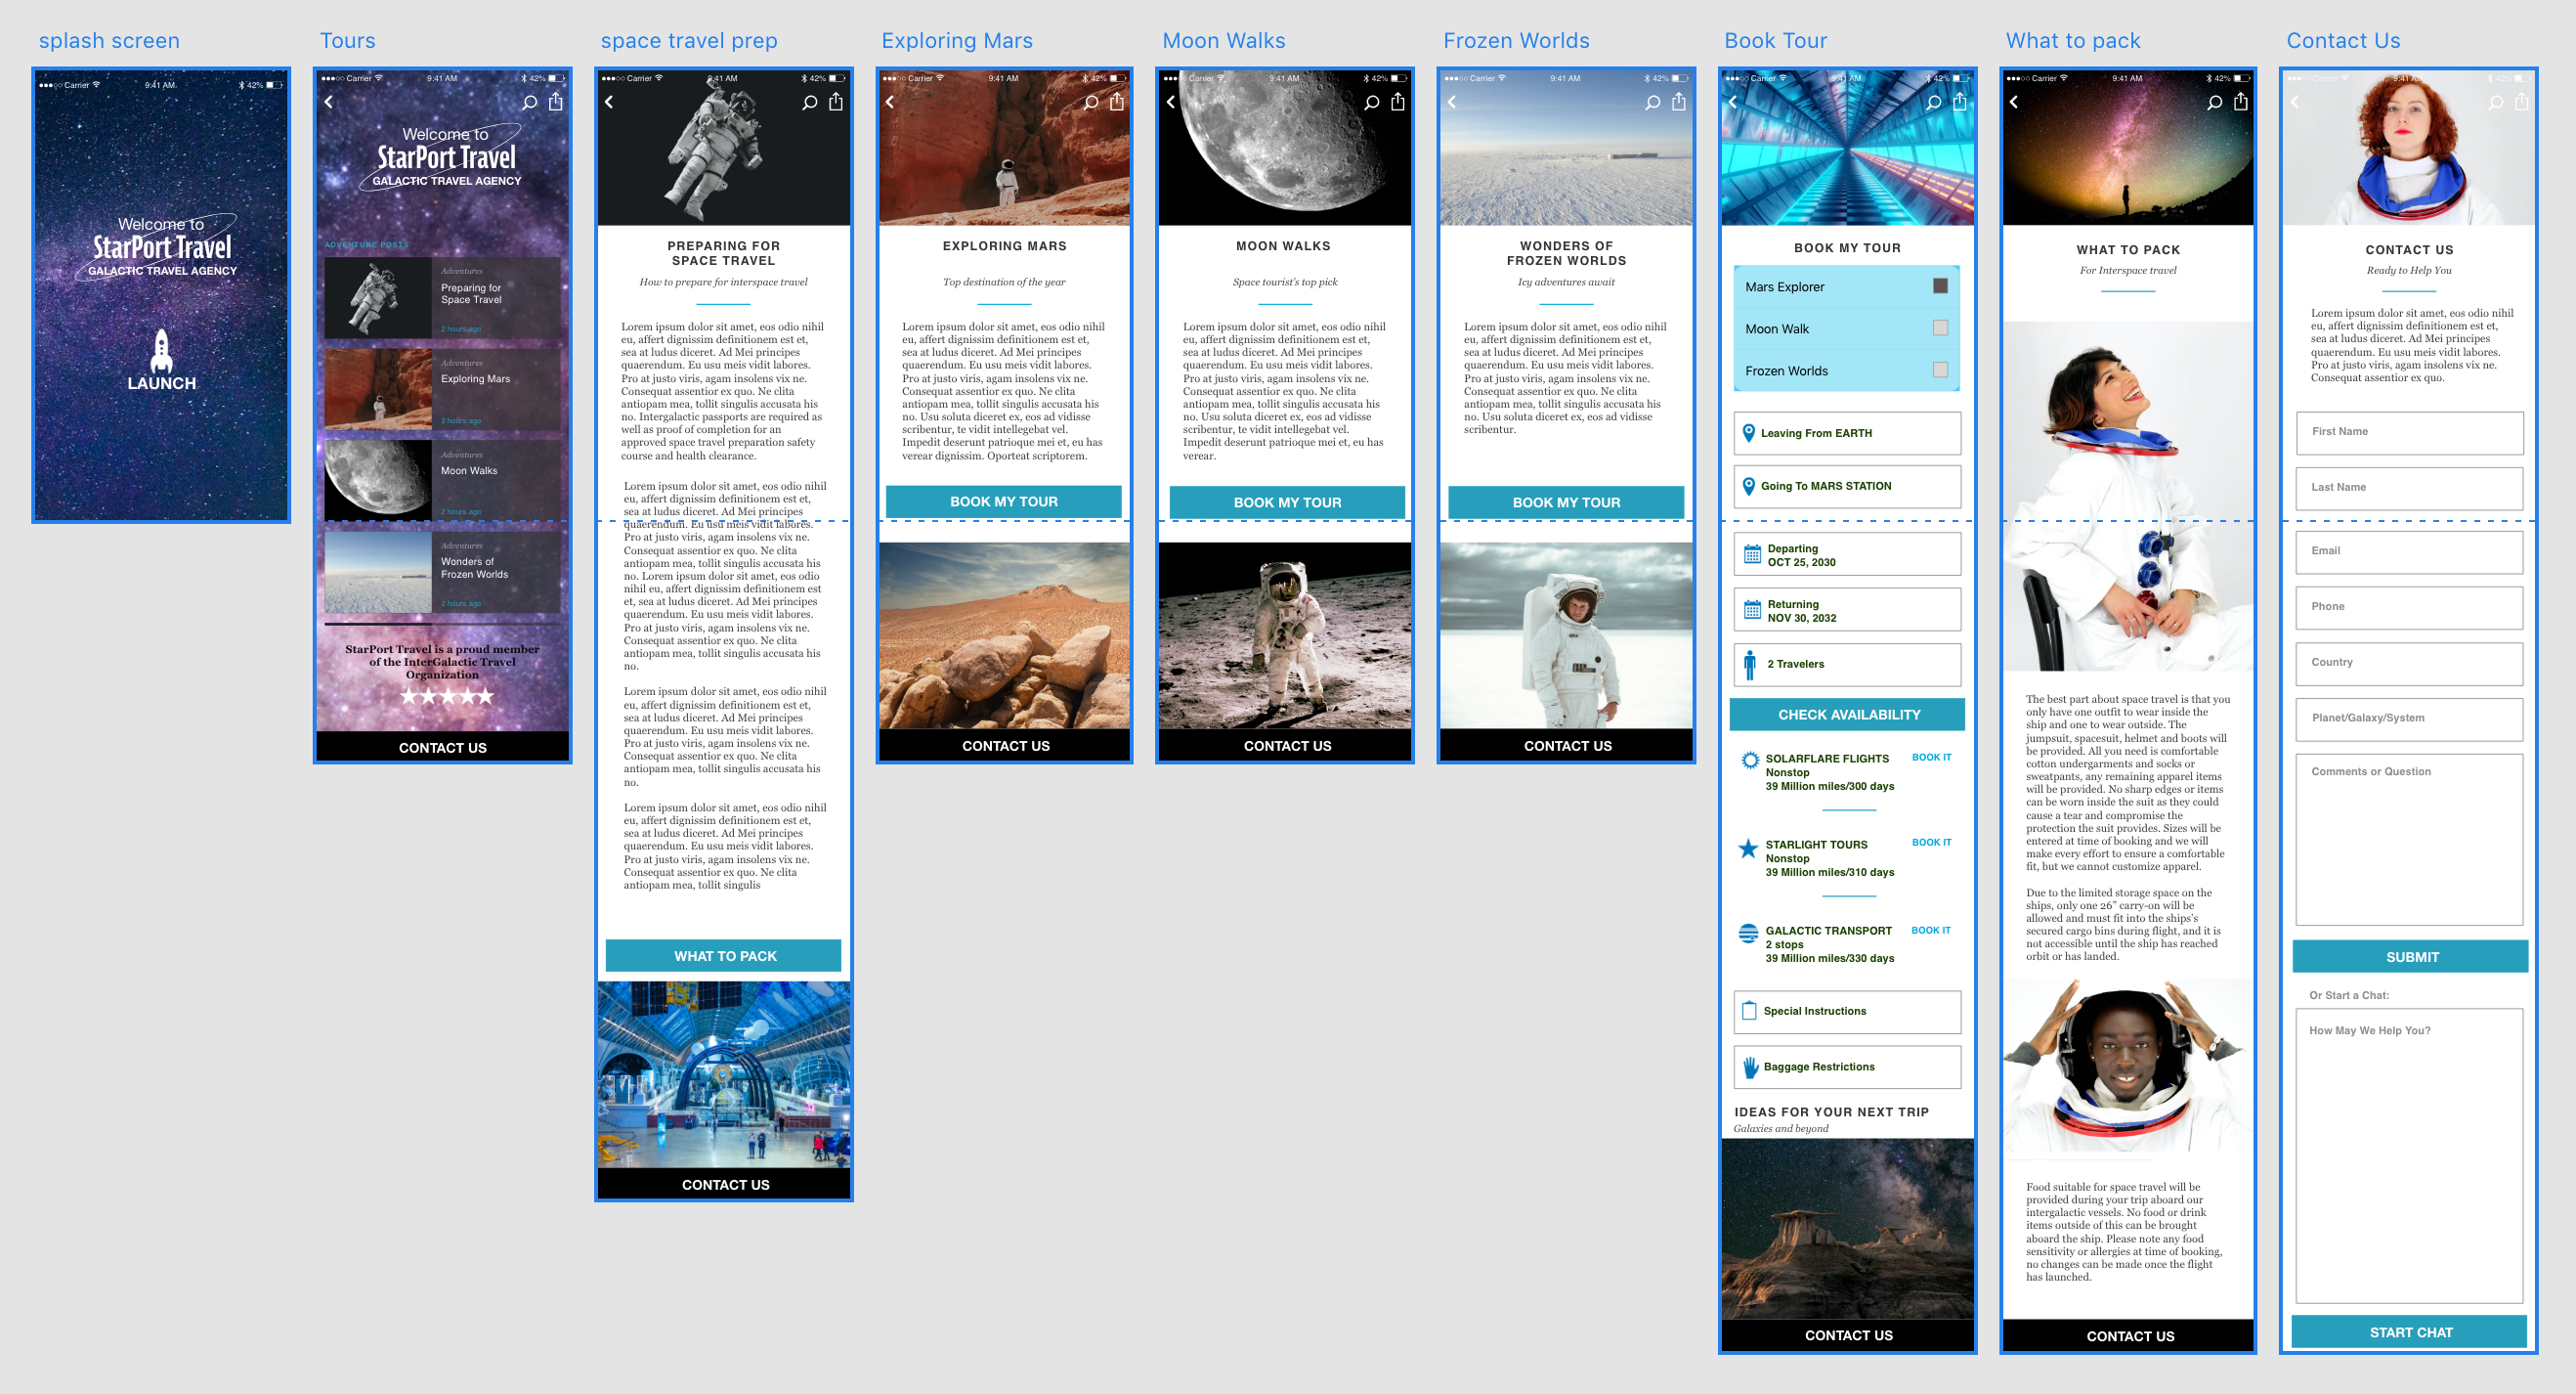 splash screen
Carrier
9:41 AM
42%
Welcome to
StarPort Travel
GALACTIC TRAVEL AGENCY
LAUNCH
Tours
Carrier
9:41 AM
42%
Welcome to
StarPort Travel
GALACTIC TRAVEL AGENCY
ADVENTURE POSTS
Adventures
Preparing for
Space Travel
2 hours ago
Adventures
Exploring Mars
2 hours ago
Adventures
Moon Walks
2 hours ago
Adventures
Wonders of
Frozen Worlds
2 hours ago
StarPort Travel is a proud member
of the InterGalactic Travel
Organization
CONTACT US
space travel prep
Carrier
9:41 AM
42%
PREPARING FOR
SPACE TRAVEL
How to prepare for interspace travel
Lorem ipsum dolor sit amet, eos odio nihil
eu, affert dignissim definitionem est et,
sea at ludus diceret. Ad Mei principes
quaerendum. Eu usu meis vidit labores.
Pro at justo viris, agam insolens vix ne.
Consequat assentior ex quo. Ne clita
antiopam mea, tollit singulis accusata his
no. Intergalactic passports are required as
well as proof of completion for an
approved space travel preparation safety
course and health clearance.
Lorem ipsum dolor sit amet, eos odio nihil
eu, affert dignissim definitionem est et,
sea at ludus diceret. Ad Mei principes
quaerendum. Eu usu meis vidit labores.
Pro at justo viris, agam insolens vix ne.
Consequat assentior ex quo. Ne clita
antiopam mea, tollit singulis accusata his
no. Lorem ipsum dolor sit amet, eos odio
nihil eu, affert dignissim definitionem est
et, sea at ludus diceret. Ad Mei principes
quaerendum. Eu usu meis vidit labores.
Pro at justo viris, agam insolens vix ne.
Consequat assentior ex quo. Ne clita
antiopam mea, tollit singulis accusata his
no.
Lorem ipsum dolor sit amet, eos odio nihil
eu, affert dignissim definitionem est et,
sea at ludus diceret. Ad Mei principes
quaerendum. Eu usu meis vidit labores.
Pro at justo viris, agam insolens vix ne.
Consequat assentior ex quo. Ne clita
antiopam mea, tollit singulis accusata his
no.
Lorem ipsum dolor sit amet, eos odio nihil
eu, affert dignissim definitionem est et,
sea at ludus diceret. Ad Mei principes
quaerendum. Eu usu meis vidit labores.
Pro at justo viris, agam insolens vix ne.
Consequat assentior ex quo. Ne clita
antiopam mea, tollit singulis
WHAT TO PACK
CONTACT US
Exploring Mars
Carrier
9:41 AM
42%
EXPLORING MARS
Top destination of the year
Lorem ipsum dolor sit amet, eos odio nihil
eu, affert dignissim definitionem est et,
sea at ludus diceret. Ad Mei principes
quaerendum. Eu usu meis vidit labores.
Pro at justo viris, agam insolens vix ne.
Consequat assentior ex quo. Ne clita
antiopam mea, tollit singulis accusata his
no. Usu soluta diceret ex, eos ad vidisse
scribentur, te vidit intellegebat vel.
Impedit deserunt patrioque mei et, eu has
verear dignissim. Oporteat scriptorem.
BOOK MY TOUR
CONTACT US
Moon Walks
Carrier
9:41 AM
42%
MOON WALKS
Space tourist's top pick
Lorem ipsum dolor sit amet, eos odio nihil
eu, affert dignissim definitionem est et,
sea at ludus diceret. Ad Mei principes
quaerendum. Eu usu meis vidit labores.
Pro at justo viris, agam insolens vix ne.
Consequat assentior ex quo. Ne clita
antiopam mea, tollit singulis accusata his
no. Usu soluta diceret ex, eos ad vidisse
scribentur, te vidit intellegebat vel.
Impedit deserunt patrioque mei et, eu has
verear.
BOOK MY TOUR
CONTACT US
Frozen Worlds
Carrier
9:41 AM
42%
WONDERS OF
FROZEN WORLDS
Icy adventures await
Lorem ipsum dolor sit amet, eos odio nihil
eu, affert dignissim definitionem est et,
sea at ludus diceret. Ad Mei principes
quaerendum. Eu usu meis vidit labores.
Pro at justo viris, agam insolens vix ne.
Consequat assentior ex quo. Ne clita
antiopam mea, tollit singulis accusata his
no. Usu soluta diceret ex, eos ad vidisse
scribentur.
BOOK MY TOUR
CONTACT US
Book Tour
Carrier
9:41 AM
42%
BOOK MY TOUR
Mars Explorer
Moon Walk
Frozen Worlds
Leaving From EARTH
Going To MARS STATION
Departing
OCT 25, 2030
Returning
NOV 30, 2032
2 Travelers
CHECK AVAILABILITY
SOLARFLARE FLIGHTS
BOOK IT
Nonstop
39 Million miles/300 days
STARLIGHT TOURS
BOOK IT
Nonstop
39 Million miles/310 days
GALACTIC TRANSPORT
BOOK IT
2 stops
39 Million miles/330 days
Special Instructions
Baggage Restrictions
IDEAS FOR YOUR NEXT TRIP
Galaxies and beyond
CONTACT US
What to pack
Carrier
9:41 AM
42%
WHAT TO PACK
For Interspace travel
The best part about space travel is that you
only have one outfit to wear inside the
ship and one to wear outside. The
jumpsuit, spacesuit, helmet and boots will
be provided. All you need is comfortable
cotton undergarments and socks or
sweatpants, any remaining apparel items
will be provided. No sharp edges or items
can be worn inside the suit as they could
cause a tear and compromise the
protection the suit provides. Sizes will be
entered at time of booking and we will
make every effort to ensure a comfortable
fit, but we cannot customize apparel.
Due to the limited storage space on the
ships, only one 26” carry-on will be
allowed and must fit into the ships’s
secured cargo bins during flight, and it is
not accessible until the ship has reached
orbit or has landed.
Food suitable for space travel will be
provided during your trip aboard our
intergalactic vessels. No food or drink
items outside of this can be brought
aboard the ship. Please note any food
sensitivity or allergies at time of booking,
no changes can be made once the flight
has launched.
CONTACT US
Contact Us
Carrier
9:41 AM
42%
CONTACT US
Ready to Help You
Lorem ipsum dolor sit amet, eos odio nihil
eu, affert dignissim definitionem est et,
sea at ludus diceret. Ad Mei principes
quaerendum. Eu usu meis vidit labores.
Pro at justo viris, agam insolens vix ne.
Consequat assentior ex quo.
First Name
Last Name
Email
Phone
Country
Planet/Galaxy/System
Comments or Question
SUBMIT
Or Start a Chat:
How May We Help You?
START CHAT